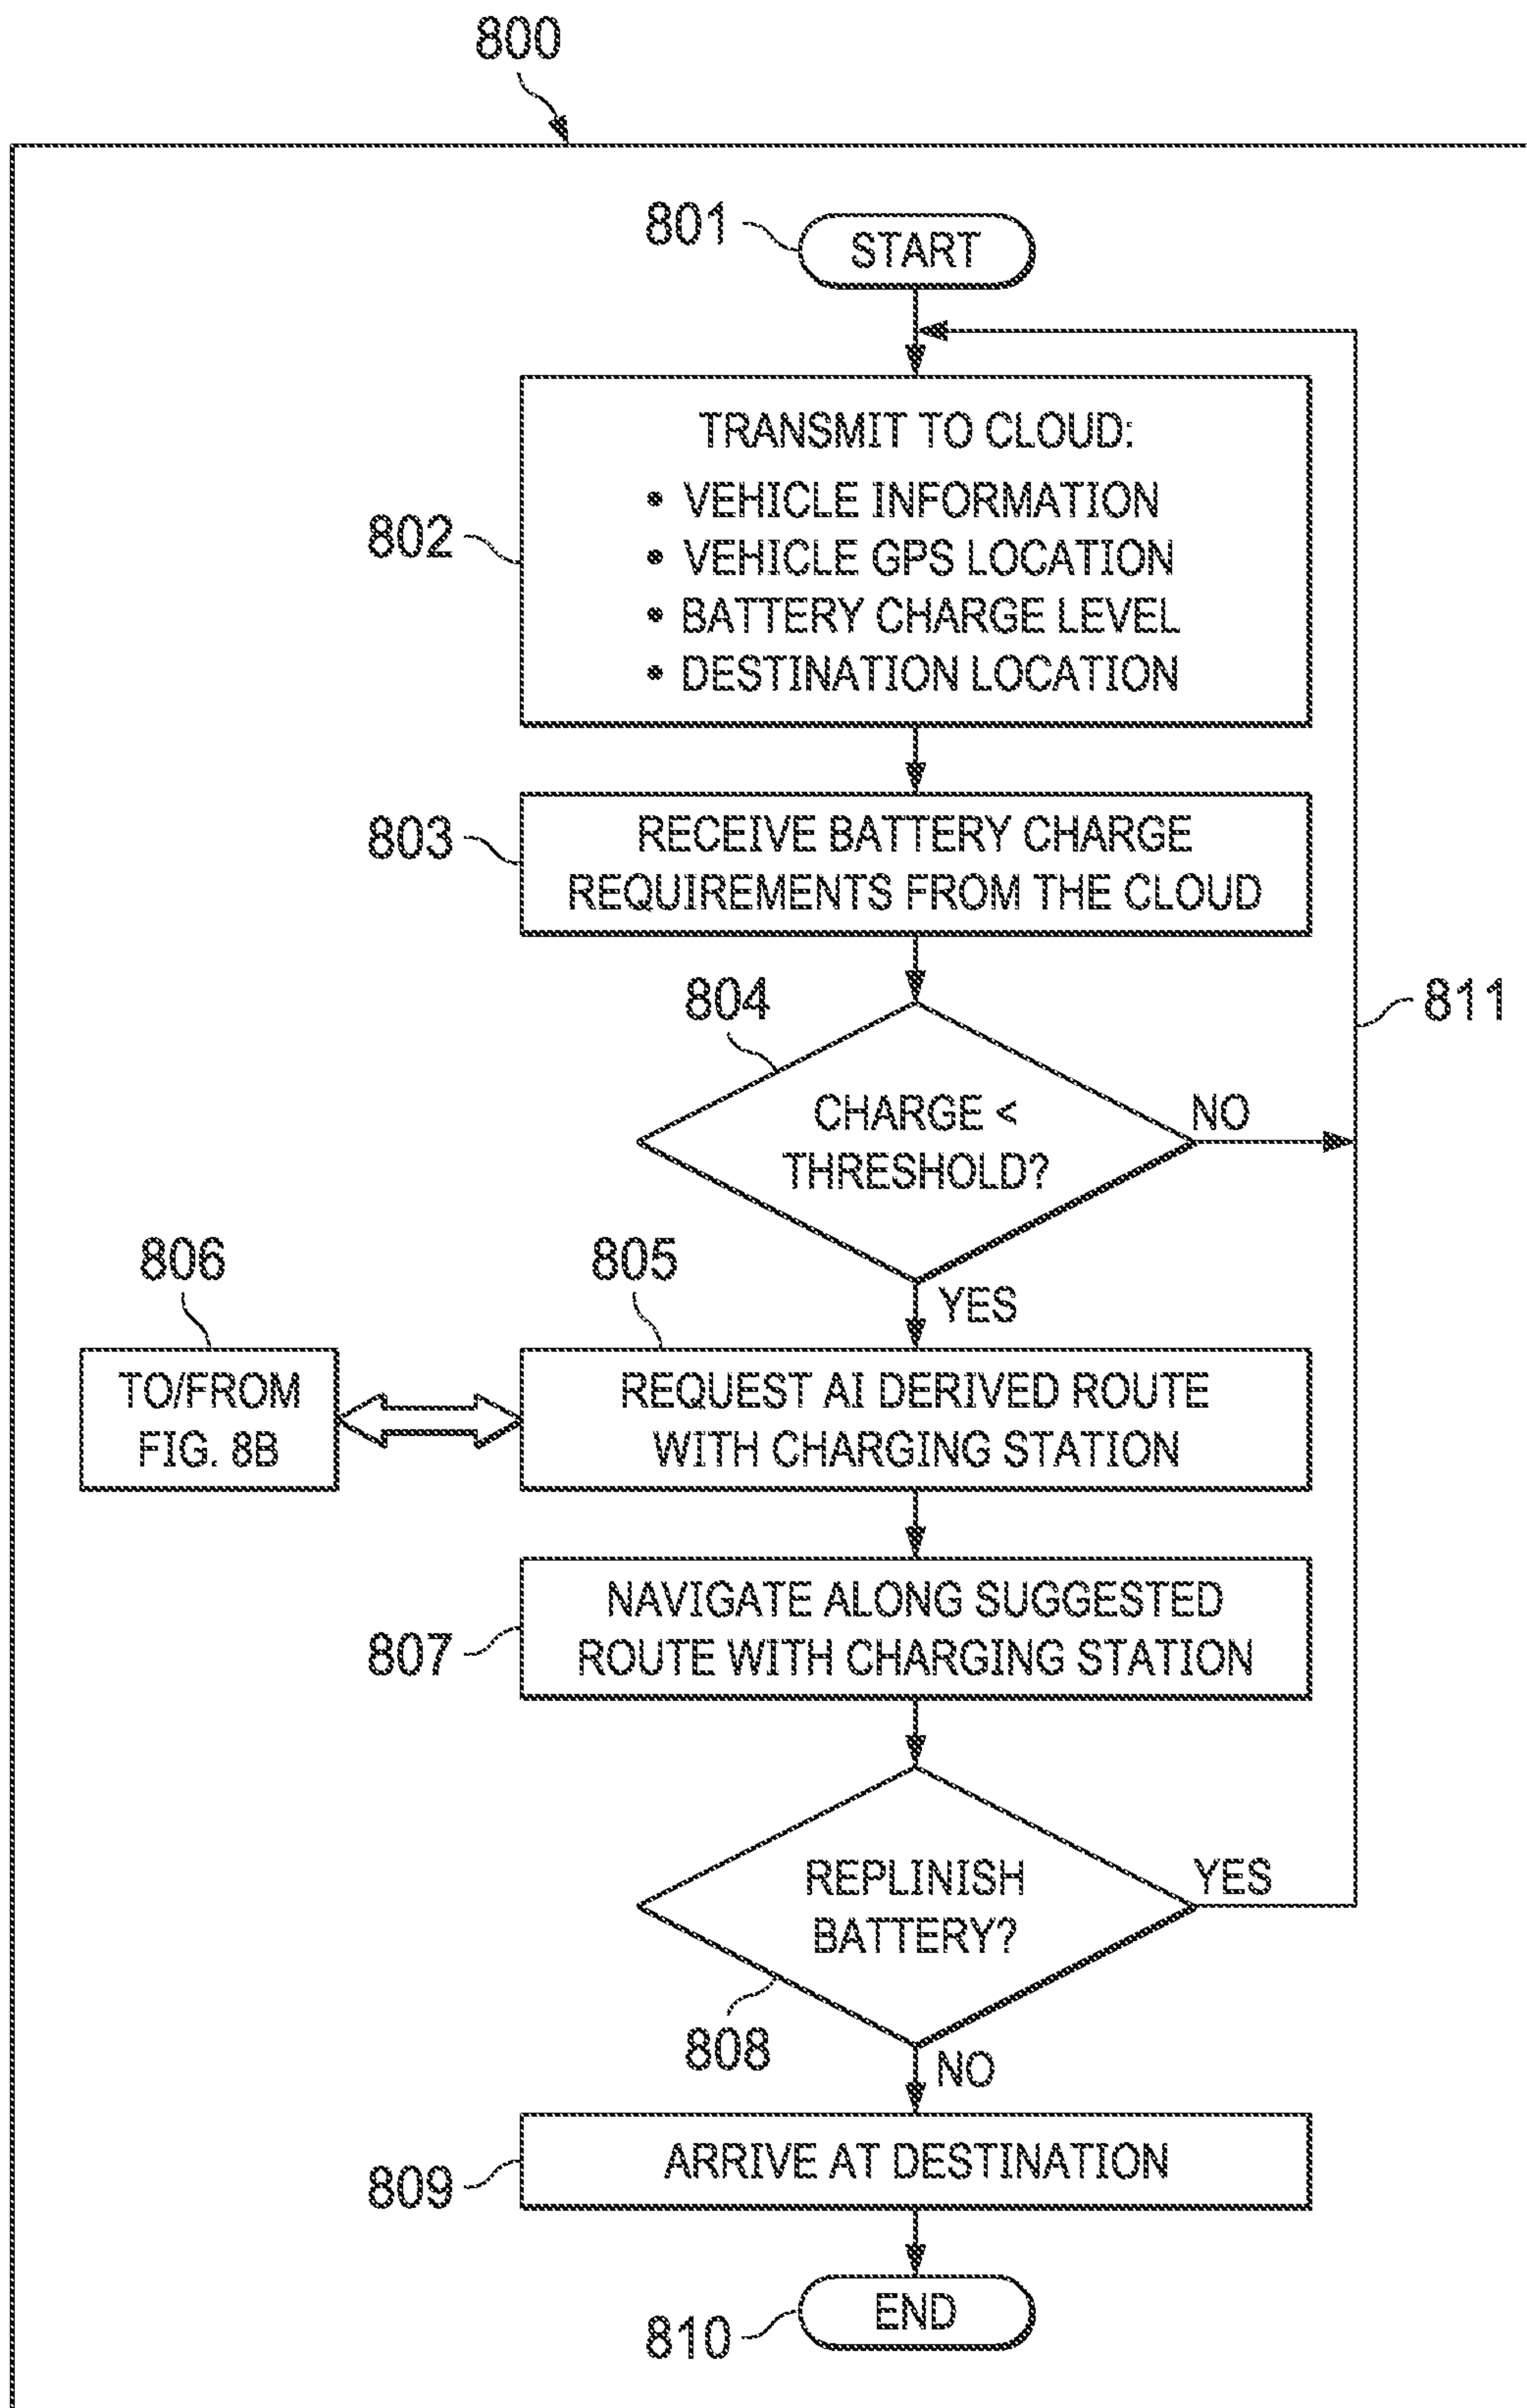 800
801
START
TRANSMIT TO CLOUD:
• VEHICLE INFORMATION
802
• VEHICLE GPS LOCATION
• BATTERY CHARGE LEVEL
• DESTINATION LOCATION
803
RECEIVE BATTERY CHARGE
REQUIREMENTS FROM THE CLOUD
804
811
CHARGE <
THRESHOLD?
NO
YES
806
805
TO/FROM
FIG. 8B
REQUEST AI DERIVED ROUTE
WITH CHARGING STATION
807
NAVIGATE ALONG SUGGESTED
ROUTE WITH CHARGING STATION
REPLINISH
BATTERY?
YES
808
NO
809
ARRIVE AT DESTINATION
810
END